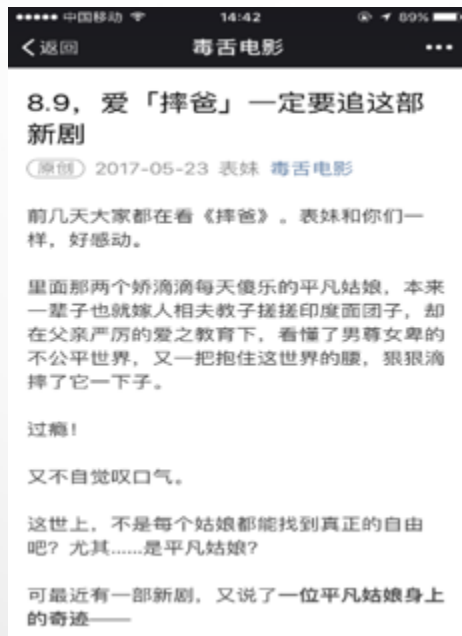 中国移动 14:42 89%
返回 毒舌电影
8.9，爱「摔爸」一定要追这部
新剧
原创 2017-05-23 表妹 毒舌电影
前几天大家都在看《摔爸》。表妹和你们一
样，好感动。
里面那两个娇滴滴每天傻乐的平凡姑娘，本来
一辈子也就嫁人相夫教子搓搓印度面团子，却
在父亲严厉的爱之教育下，看懂了男尊女卑的
不公平世界，又一把抱住这世界的腰，狠狠滴
摔了它一下子。
过瘾！
又不自觉叹口气。
这世上，不是每个姑娘都能找到真正的自由
吧？尤其......是平凡姑娘？
可最近有一部新剧，又说了一位平凡姑娘身上
的奇迹——